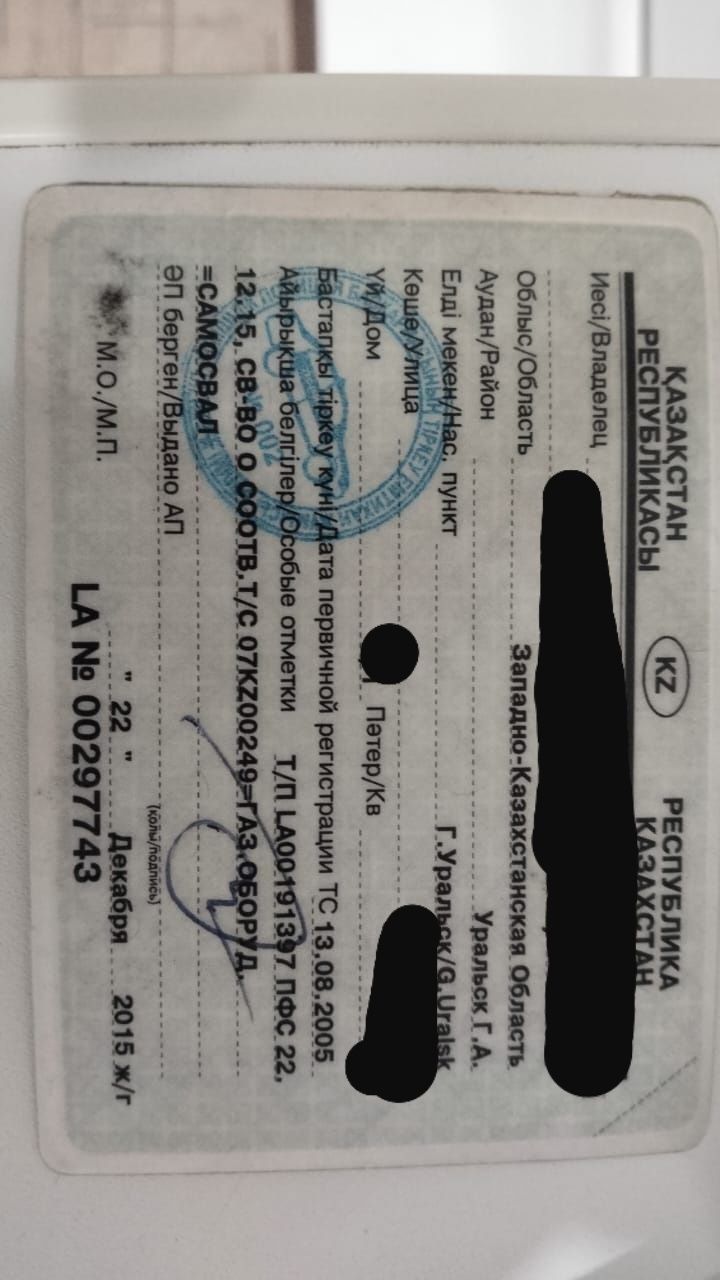 ҚАЗАҚСТАН РЕСПУБЛИКАСЫ
KZ
РЕСПУБЛИКА КАЗАХСТАН
Иесі/Владелец
Облыс/Область Западно-Казахстанская Область
Аудан/Район Уральск Г.А.
Елді мекен/Нас. пункт Г.Уральск/G.Uralsk
Көше/Улица
Үй/Дом Пәтер/Кв
Бастапқы тіркеу күні/Дата первичной регистрации ТС 13.08.2005
Айырықша белгілер/Особые отметки Т/П LA00191397 ПФС 22.
12.15, СВ-ВО О СООТВ.Т/С 07KZ00249=ГАЗ.ОБОРУД.
=САМОСВАЛ
ӘП берген/Выдано АП
(қолы/подпись)
М.О./М.П. " 22 " Декабря 2015 ж/г
LA № 00297743
002